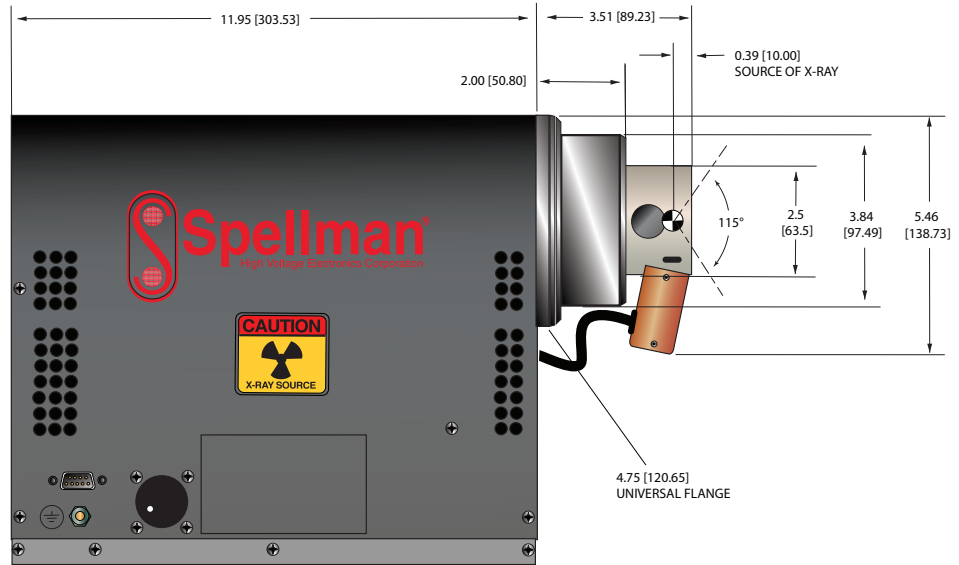 11.95 [303.53]
3.51 [89.23]
0.39 [10.00]
SOURCE OF X-RAY
2.00 [50.80]
115°
2.5
[63.5]
3.84
[97.49]
5.46
[138.73]
Spellman
High Voltage Electronics Corporation
CAUTION
X-RAY SOURCE
4.75 [120.65]
UNIVERSAL FLANGE